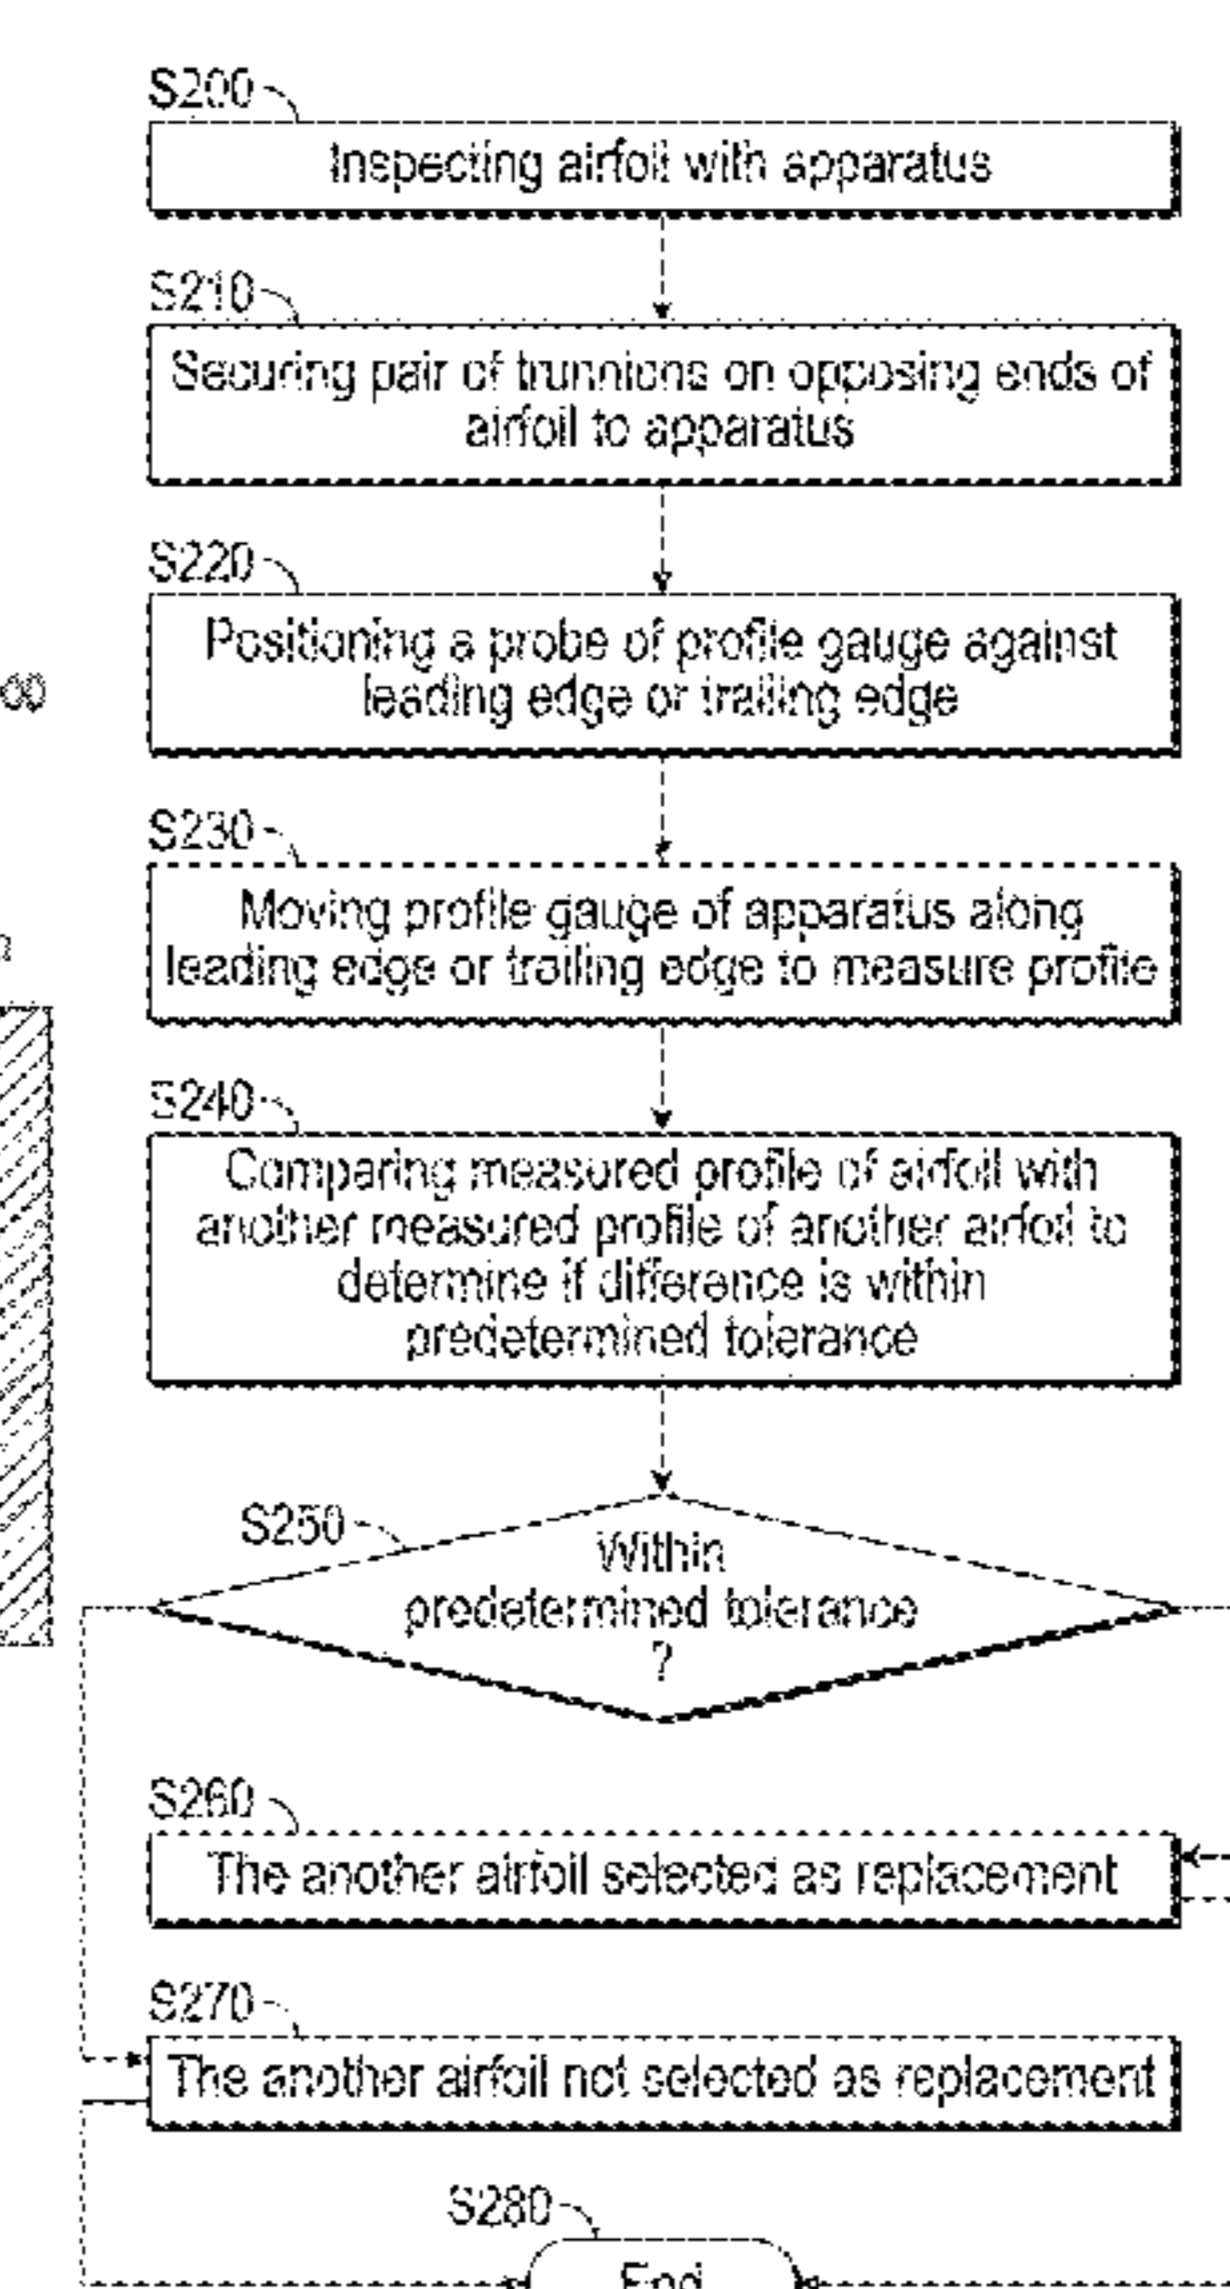 S200
Inspecting airfoil with apparatus
S210
Securing pair of trunnions on opposing ends of
airfoil to apparatus
S220
Positioning a probe of profile gauge against
leading edge or trailing edge
S230
Moving profile gauge of apparatus along
leading edge or trailing edge to measure profile
S240
Comparing measured profile of airfoil with
another measured profile of another airfoil to
determine if difference is within
predetermined tolerance
S250
Within
predetermined tolerance
?
S260
The another airfoil selected as replacement
S270
The another airfoil not selected as replacement
S280
End